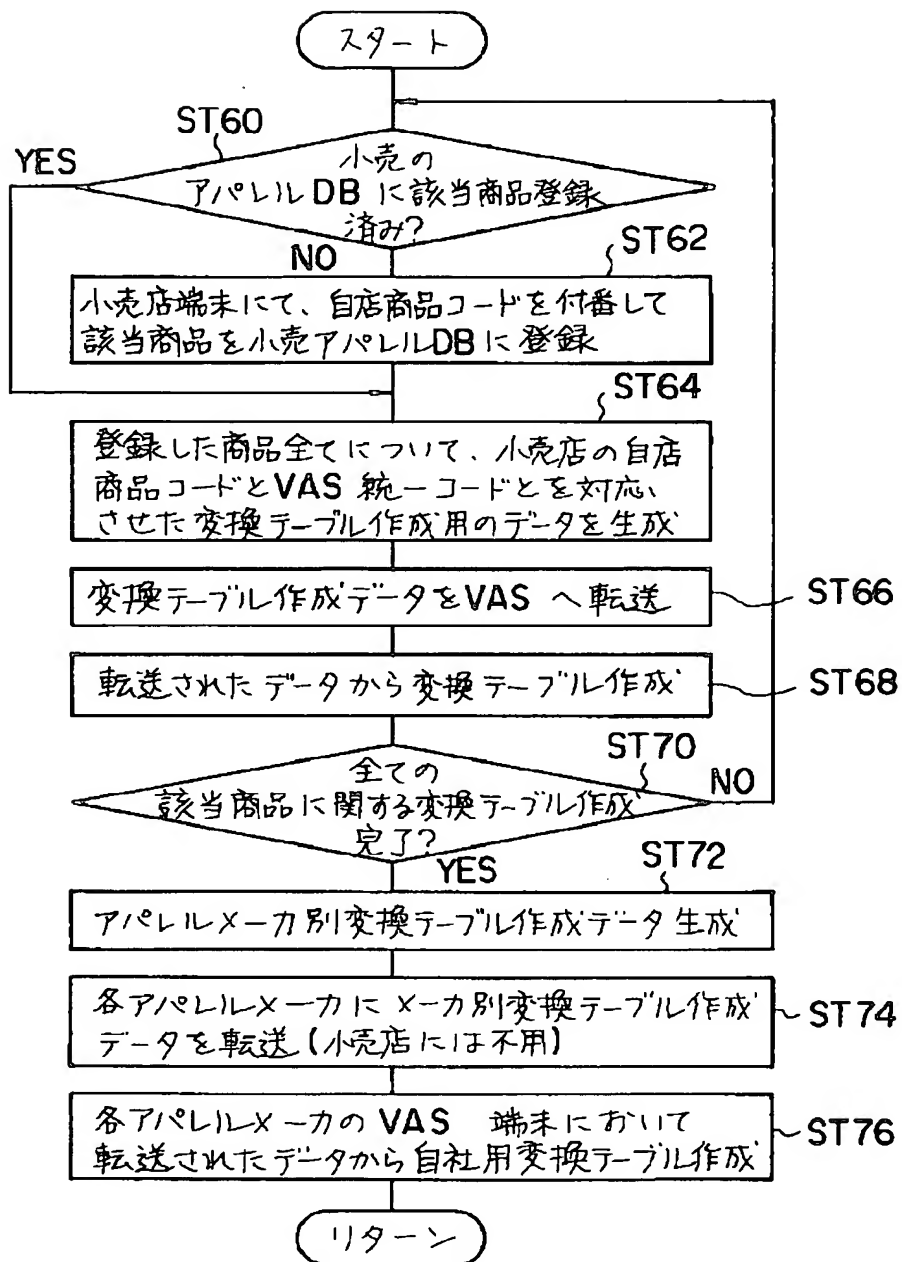 スタート
ST60
YES
小売の
アパレルDBに該当商品登録
済み?
NO
ST62
小売店端末にて、自店商品コードを付番して
該当商品を小売アパレルDBに登録
ST64
登録した商品全てについて、小売店の自店
商品コードとVAS 統一コードとを対応
させた変換テーブル作成用のデータを生成
変換テーブル作成データをVAS へ転送
ST66
転送されたデータから変換テーブル作成
ST68
ST70
全ての
該当商品に関する変換テーブル作成
完了?
NO
YES
ST72
アパレルメーカ別変換テーブル作成データ生成
各アパレルメーカにメーカ別変換テーブル作成
データを転送(小売店には不用)
ST74
各アパレルメーカのVAS 端末において
転送されたデータから自社用変換テーブル作成
ST76
リターン